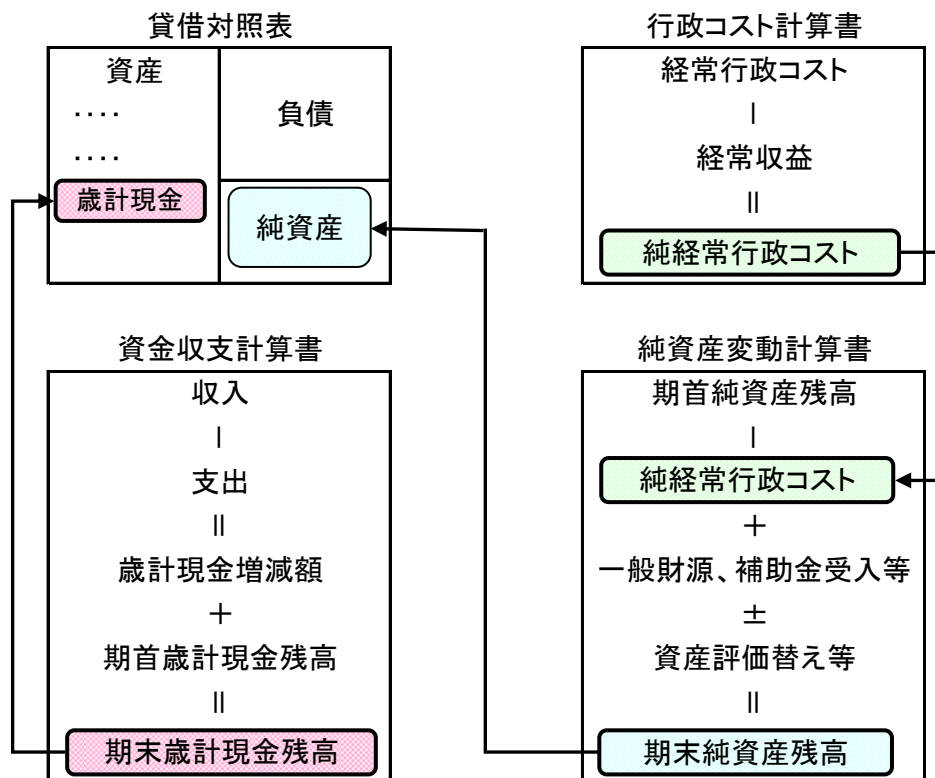 貸借対照表
資産
‥‥
‥‥
歳計現金
負債
純資産
行政コスト計算書
経常行政コスト
－
経常収益
＝
純経常行政コスト
資金収支計算書
収入
－
支出
＝
歳計現金増減額
＋
期首歳計現金残高
＝
期末歳計現金残高
純資産変動計算書
期首純資産残高
－
純経常行政コスト
＋
一般財源、補助金受入等
±
資産評価替え等
＝
期末純資産残高